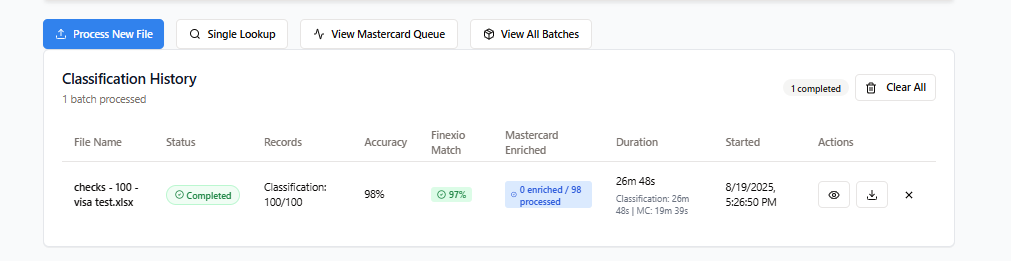 Process New File
Single Lookup
View Mastercard Queue
View All Batches
Classification History
1 batch processed
1 completed
Clear All
File Name
Status
Records
Accuracy
Finexio
Match
Mastercard
Enriched
Duration
Started
Actions
checks - 100 -
visa test.xlsx
Completed
Classification:
100/100
98%
97%
0 enriched / 98
processed
26m 48s
Classification: 26m
48s | MC: 19m 39s
8/19/2025,
5:26:50 PM